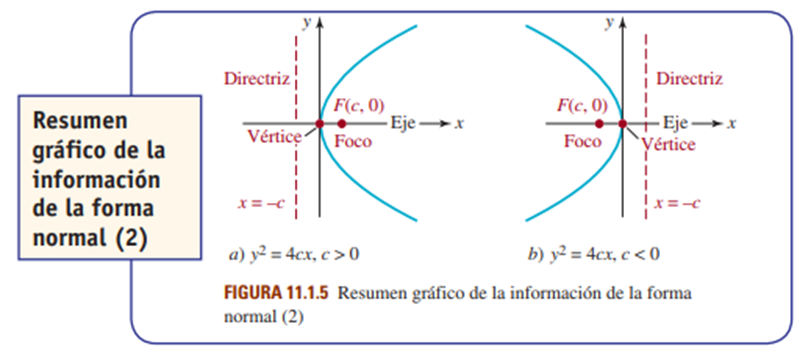 Resumen
gráfico de la
información
de la forma
normal (2)
y
Directriz
F(c, 0)
Eje x
Vértice Foco
x = –c
a) y² = 4cx, c > 0
y
Directriz
F(c, 0)
Eje x
Foco Vértice
x = –c
b) y² = 4cx, c < 0
FIGURA 11.1.5 Resumen gráfico de la información de la forma
normal (2)